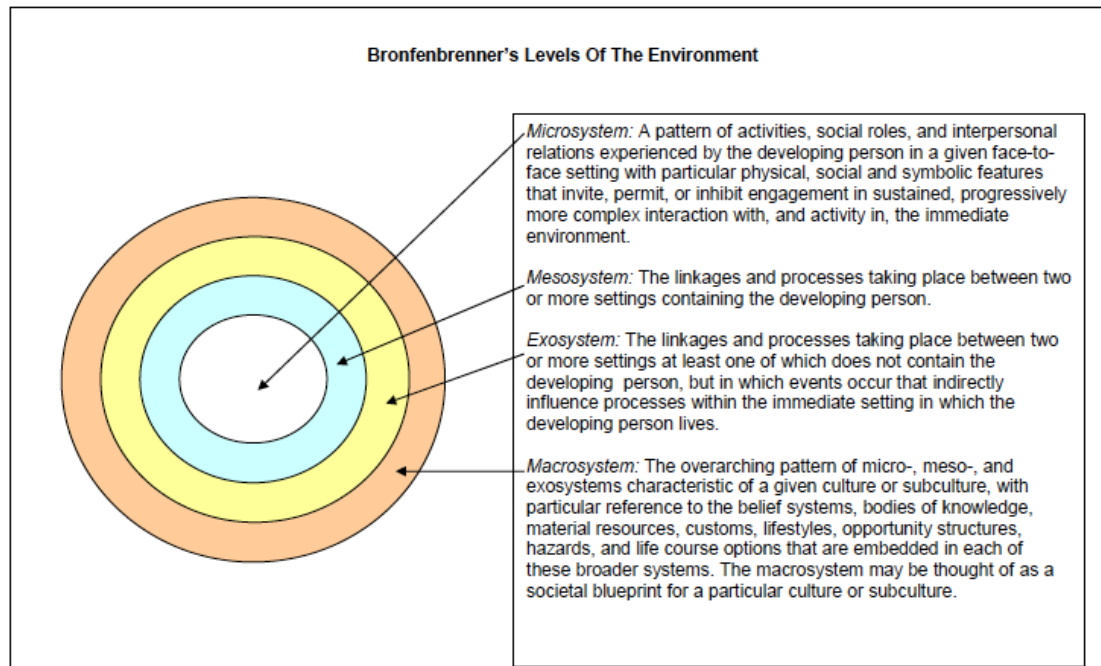 Bronfenbrenner's Levels Of The Environment
Microsystem: A pattern of activities, social roles, and interpersonal
relations experienced by the developing person in a given face-to-
face setting with particular physical, social and symbolic features
that invite, permit, or inhibit engagement in sustained, progressively
more complex interaction with, and activity in, the immediate
environment.
Mesosystem: The linkages and processes taking place between two
or more settings containing the developing person.
Exosystem: The linkages and processes taking place between two
or more settings at least one of which does not contain the
developing person, but in which events occur that indirectly
influence processes within the immediate setting in which the
developing person lives.
Macrosystem: The overarching pattern of micro-, meso-, and
exosystems characteristic of a given culture or subculture, with
particular reference to the belief systems, bodies of knowledge,
material resources, customs, lifestyles, opportunity structures,
hazards, and life course options that are embedded in each of
these broader systems. The macrosystem may be thought of as a
societal blueprint for a particular culture or subculture.